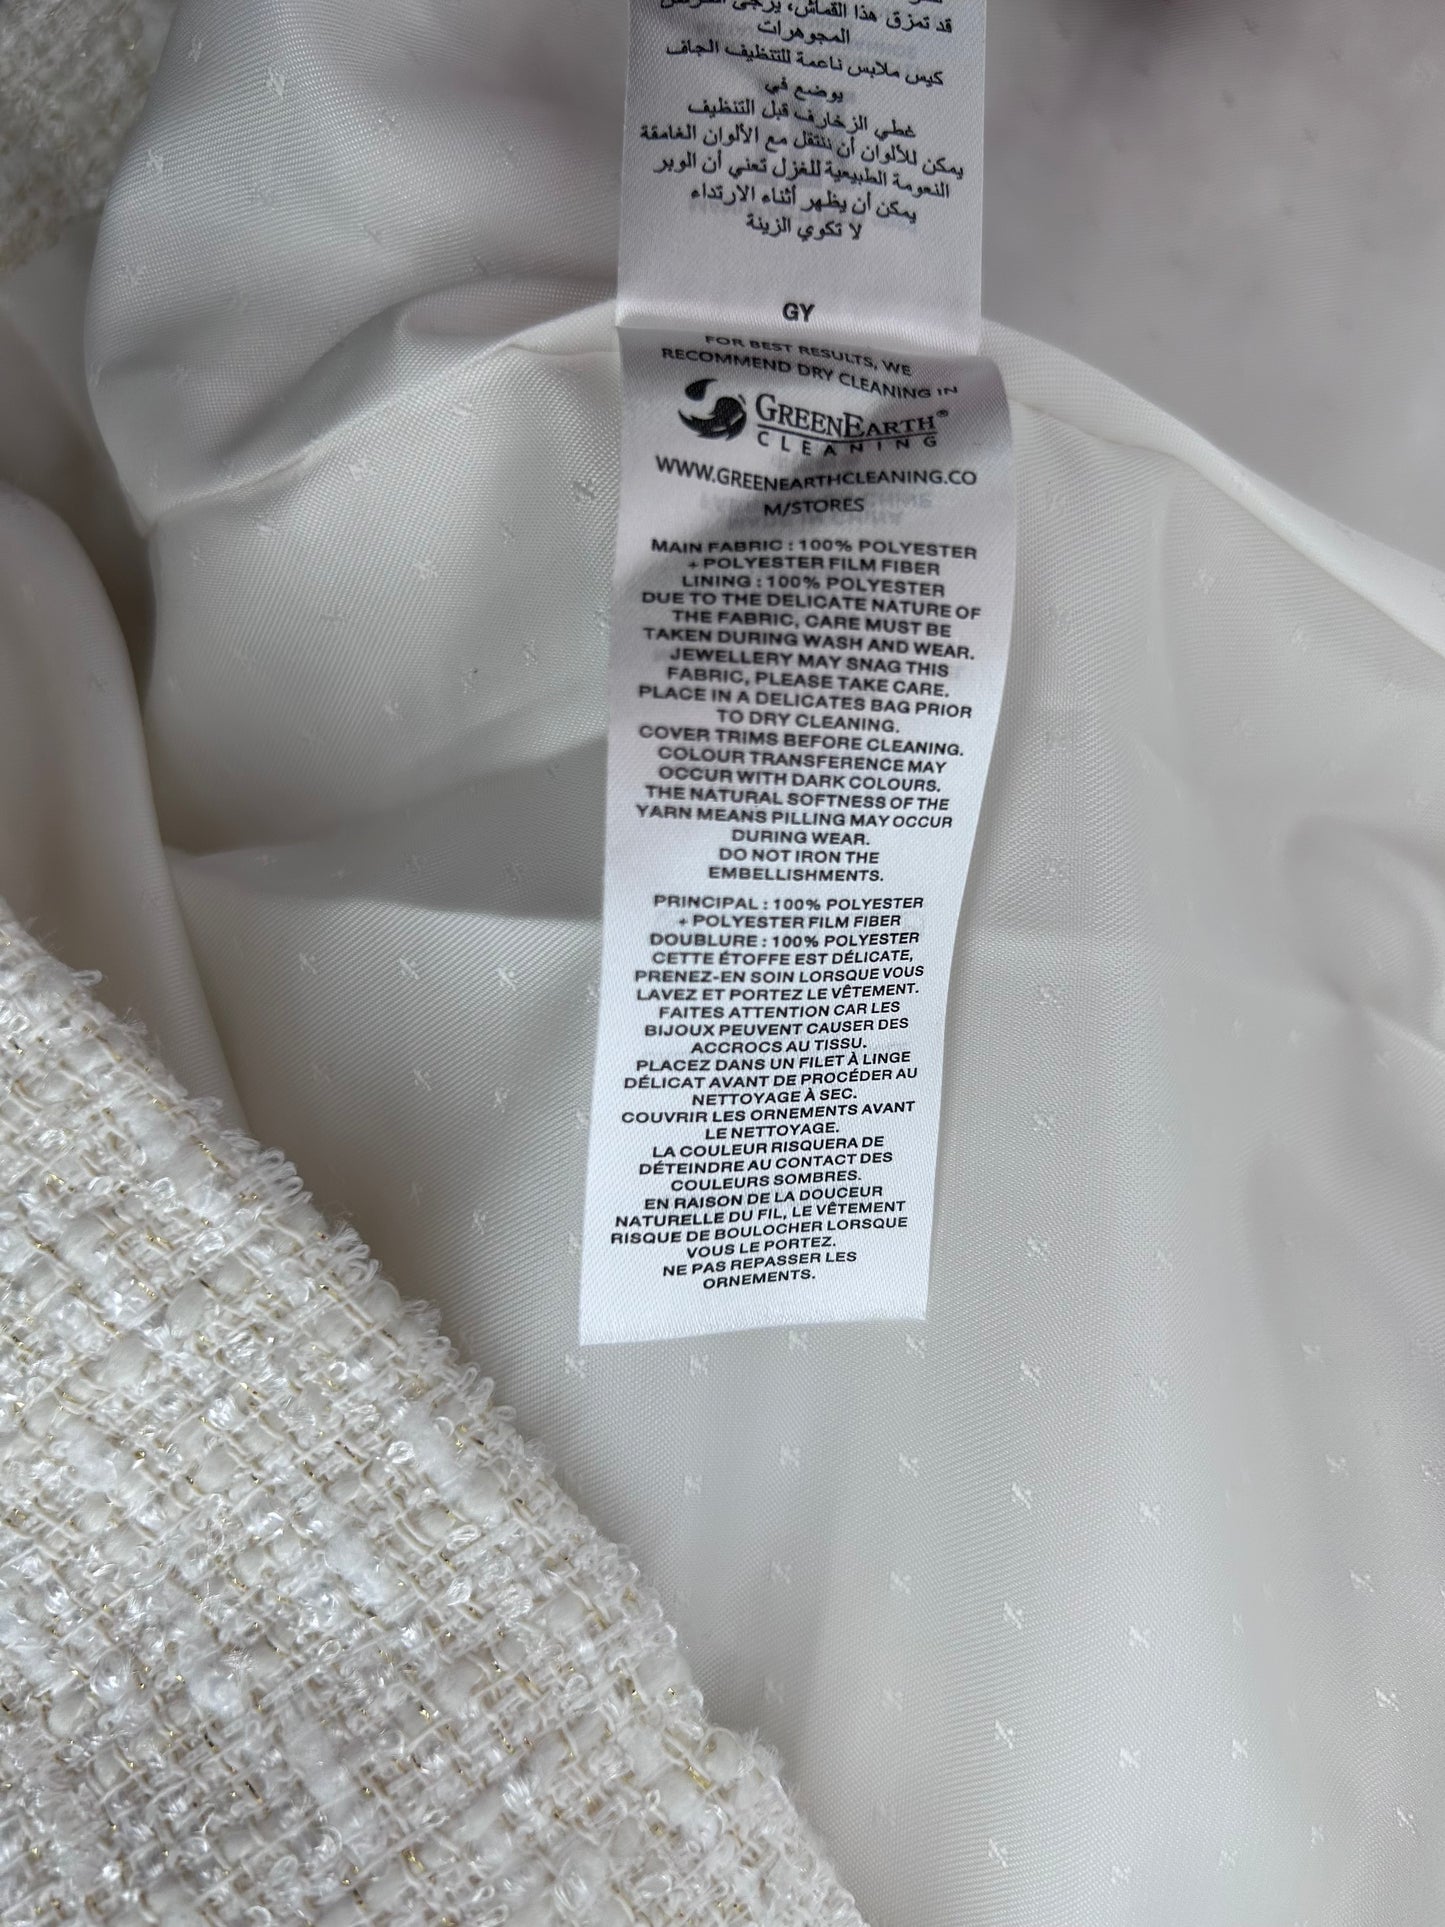 قد تمزق هذا القماش، يرجى
المجوهرات
كيس ملابس ناعمة للتنظيف الجاف
يوضع في
غطي الزخارف قبل التنظيف
يمكن للألوان أن تنتقل مع الألوان الغامقة
النعومة الطبيعية للغزل تعني أن الوبر
يمكن أن يظهر أثناء الارتداء
لا تكوي الزينة
GY
FOR BEST RESULTS, WE
RECOMMEND DRY CLEANING IN
GREENEARTH®
CLEANING
WWW.GREENEARTHCLEANING.CO
M/STORES
MAIN FABRIC : 100% POLYESTER
+ POLYESTER FILM FIBER
LINING : 100% POLYESTER
DUE TO THE DELICATE NATURE OF
THE FABRIC, CARE MUST BE
TAKEN DURING WASH AND WEAR.
JEWELLERY MAY SNAG THIS
FABRIC, PLEASE TAKE CARE.
PLACE IN A DELICATES BAG PRIOR
TO DRY CLEANING.
COVER TRIMS BEFORE CLEANING.
COLOUR TRANSFERENCE MAY
OCCUR WITH DARK COLOURS.
THE NATURAL SOFTNESS OF THE
YARN MEANS PILLING MAY OCCUR
DURING WEAR.
DO NOT IRON THE
EMBELLISHMENTS.
PRINCIPAL : 100% POLYESTER
+ POLYESTER FILM FIBER
DOUBLURE : 100% POLYESTER
CETTE ÉTOFFE EST DÉLICATE,
PRENEZ-EN SOIN LORSQUE VOUS
LAVEZ ET PORTEZ LE VÊTEMENT.
FAITES ATTENTION CAR LES
BIJOUX PEUVENT CAUSER DES
ACCROCS AU TISSU.
PLACEZ DANS UN FILET À LINGE
DÉLICAT AVANT DE PROCÉDER AU
NETTOYAGE À SEC.
COUVRIR LES ORNEMENTS AVANT
LE NETTOYAGE.
LA COULEUR RISQUERA DE
DÉTEINDRE AU CONTACT DES
COULEURS SOMBRES.
EN RAISON DE LA DOUCEUR
NATURELLE DU FIL, LE VÊTEMENT
RISQUE DE BOULOCHER LORSQUE
VOUS LE PORTEZ.
NE PAS REPASSER LES
ORNEMENTS.